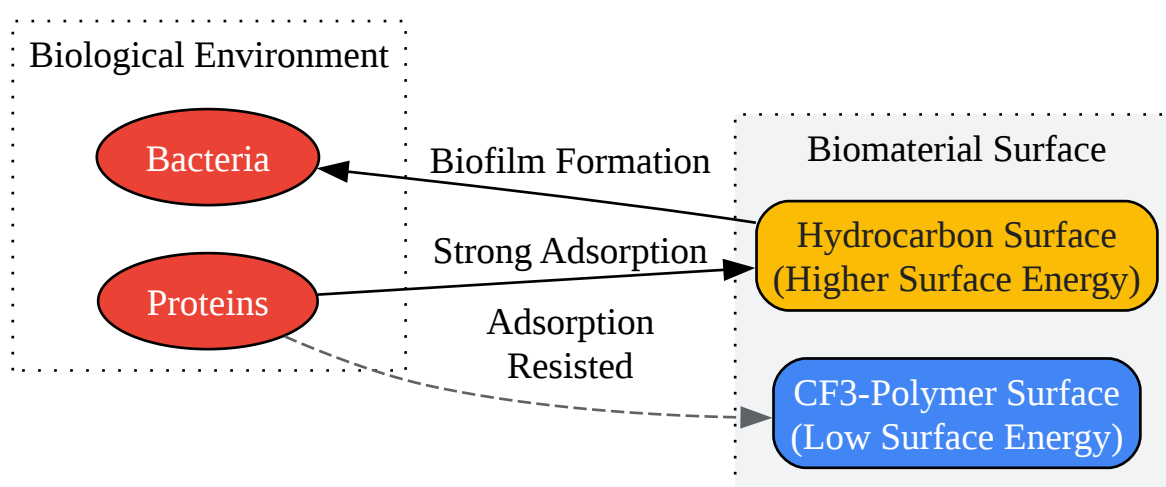 Biological Environment
Bacteria
Proteins
Biofilm Formation
Strong Adsorption
Adsorption
Resisted
Biomaterial Surface
Hydrocarbon Surface
(Higher Surface Energy)
CF3-Polymer Surface
(Low Surface Energy)